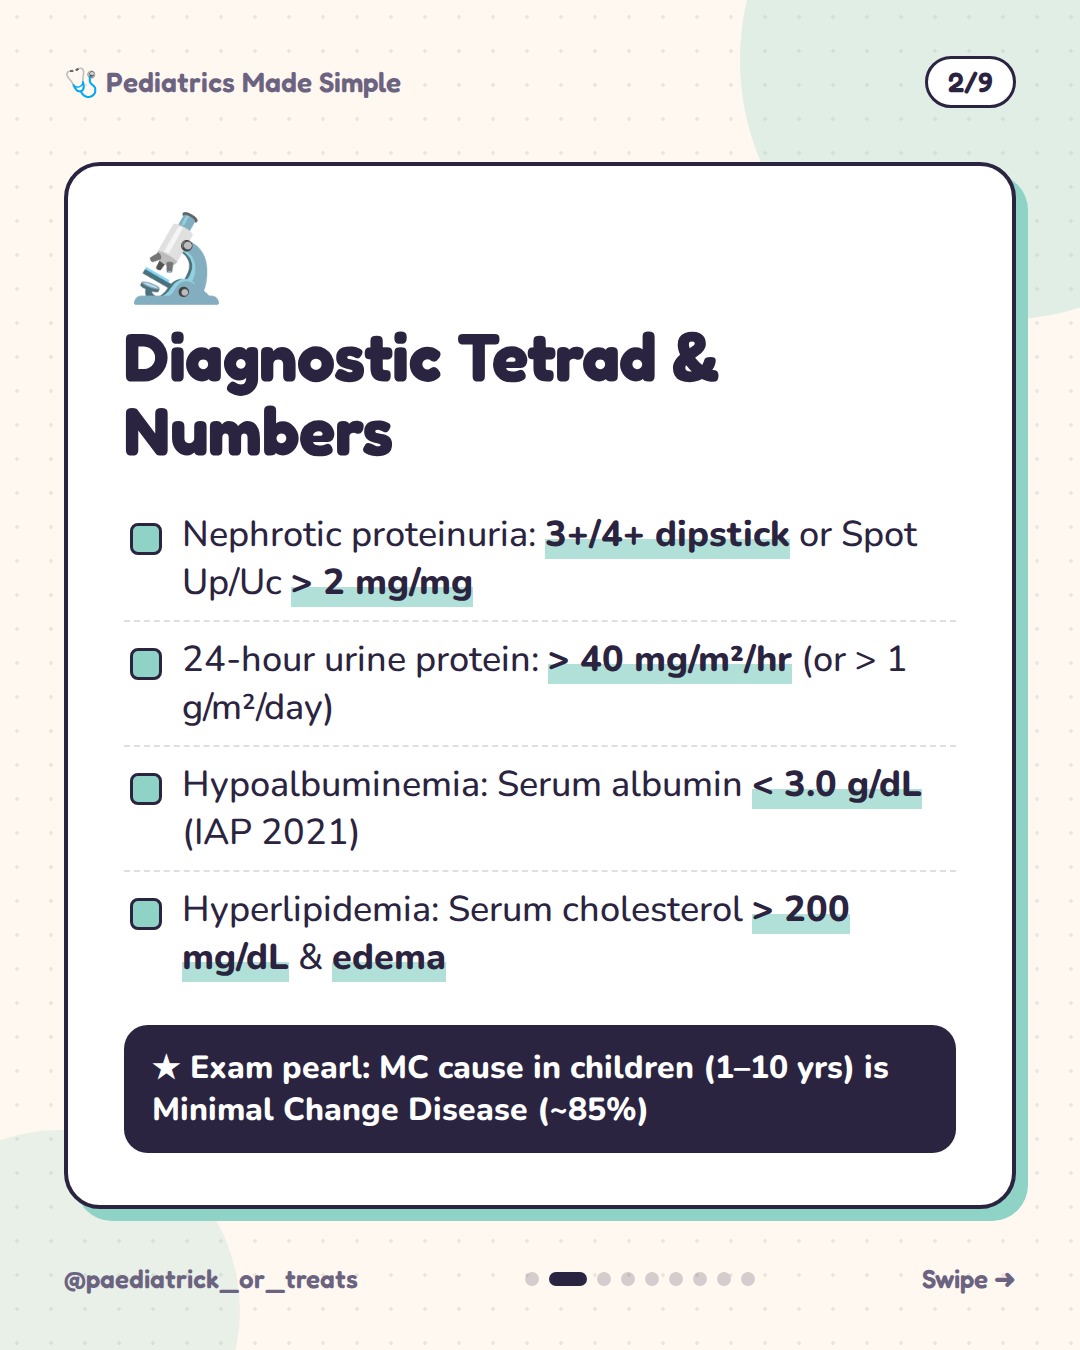 🩺 Pediatrics Made Simple
2/9
Diagnostic Tetrad &
Numbers
Nephrotic proteinuria: 3+/4+ dipstick or Spot
Up/Uc > 2 mg/mg
24-hour urine protein: > 40 mg/m²/hr (or > 1
g/m²/day)
Hypoalbuminemia: Serum albumin < 3.0 g/dL
(IAP 2021)
Hyperlipidemia: Serum cholesterol > 200
mg/dL & edema
★ Exam pearl: MC cause in children (1–10 yrs) is
Minimal Change Disease (~85%)
@paediatrick_or_treats
Swipe ➜